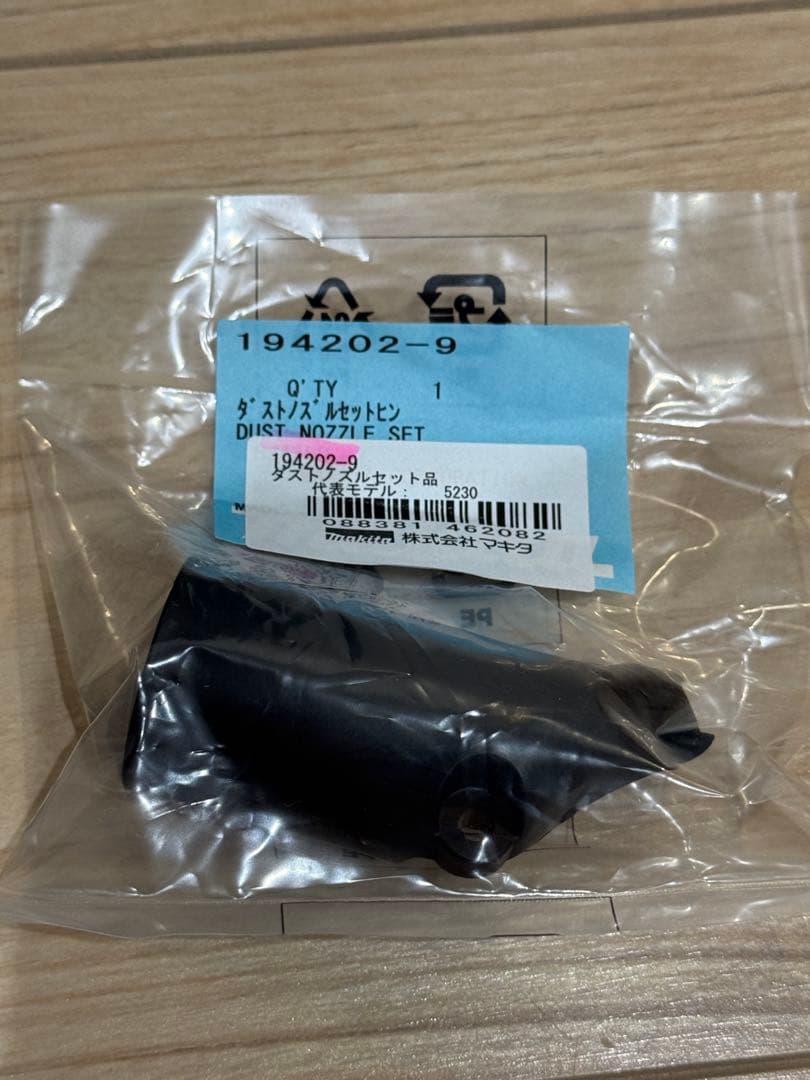 194202-9
Q'TY 1
ﾀﾞｽﾄﾉｽﾞﾙｾｯﾄﾋﾝ
DUST NOZZLE SET
194202-9
ダストノズルセット品
代表モデル： 5230
088381 462082
makita 株式会社マキタ
PE